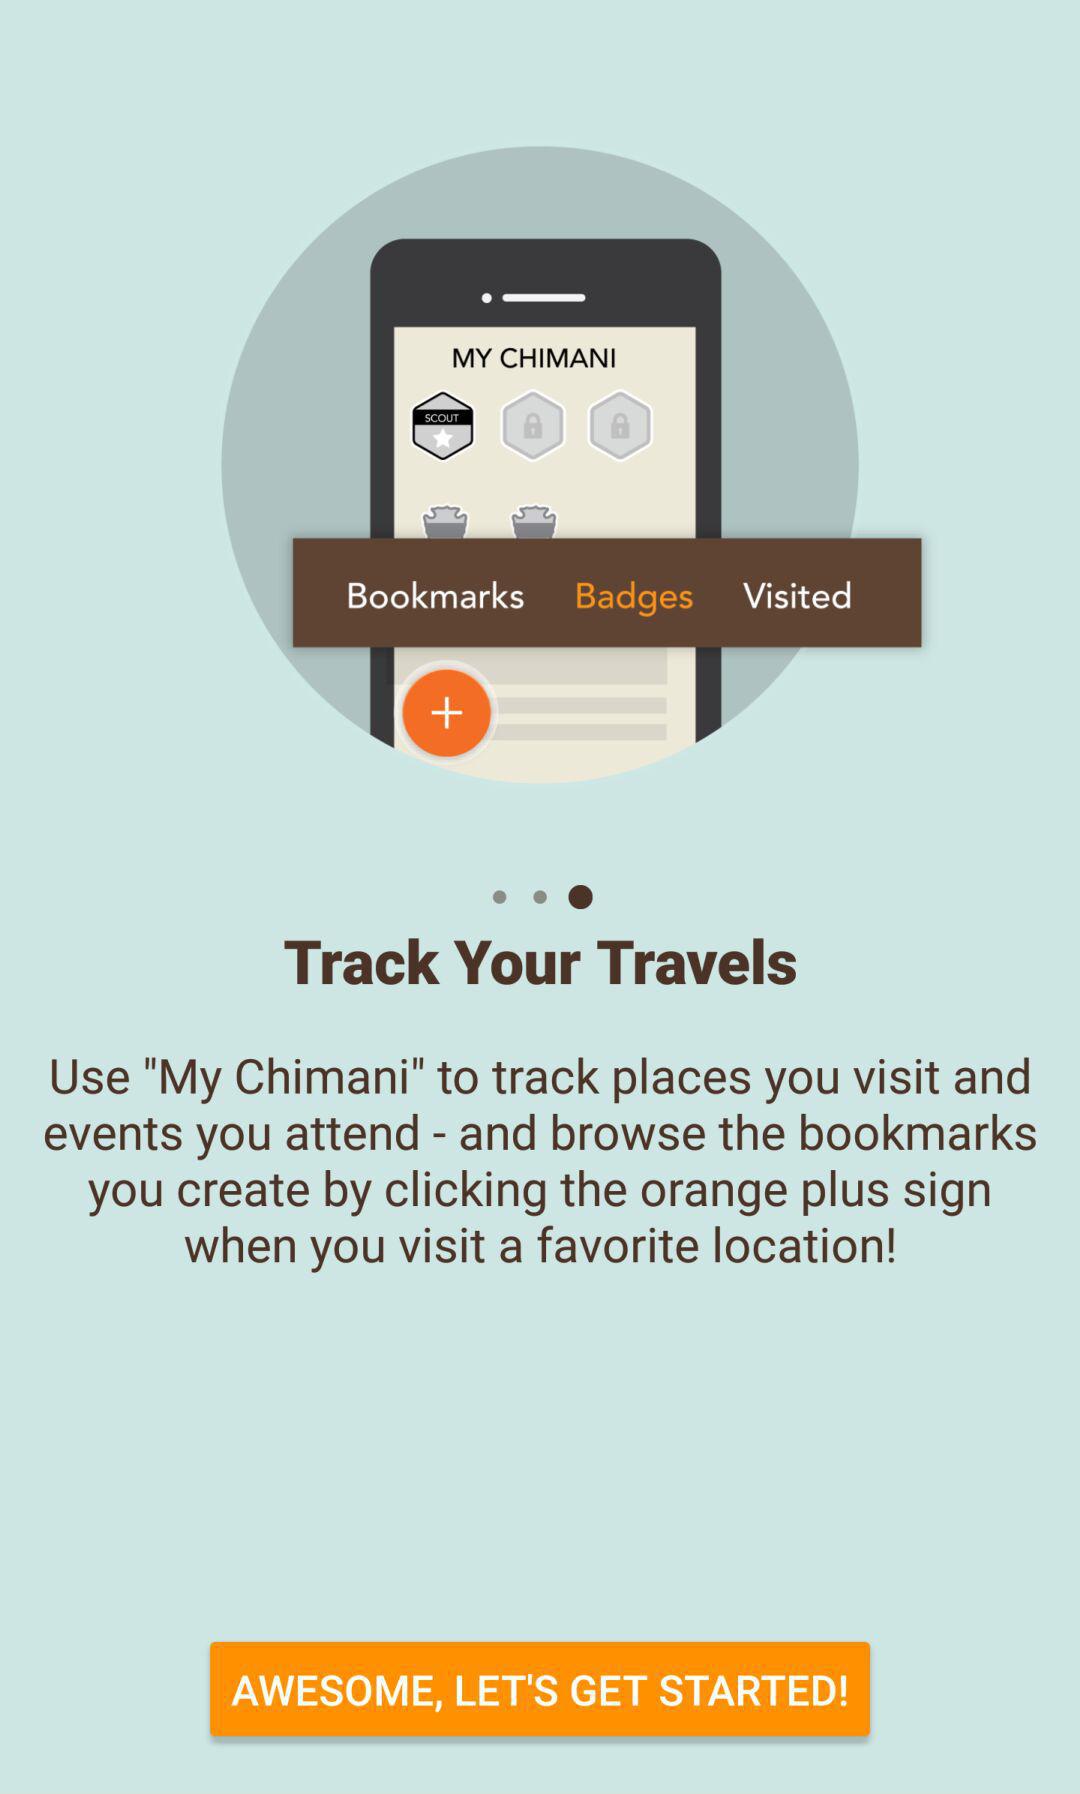 MY CHIMANI
SCOUT
Bookmarks Badges Visited
Track Your Travels
Use "My Chimani" to track places you visit and
events you attend - and browse the bookmarks
you create by clicking the orange plus sign
when you visit a favorite location!
AWESOME, LET'S GET STARTED!